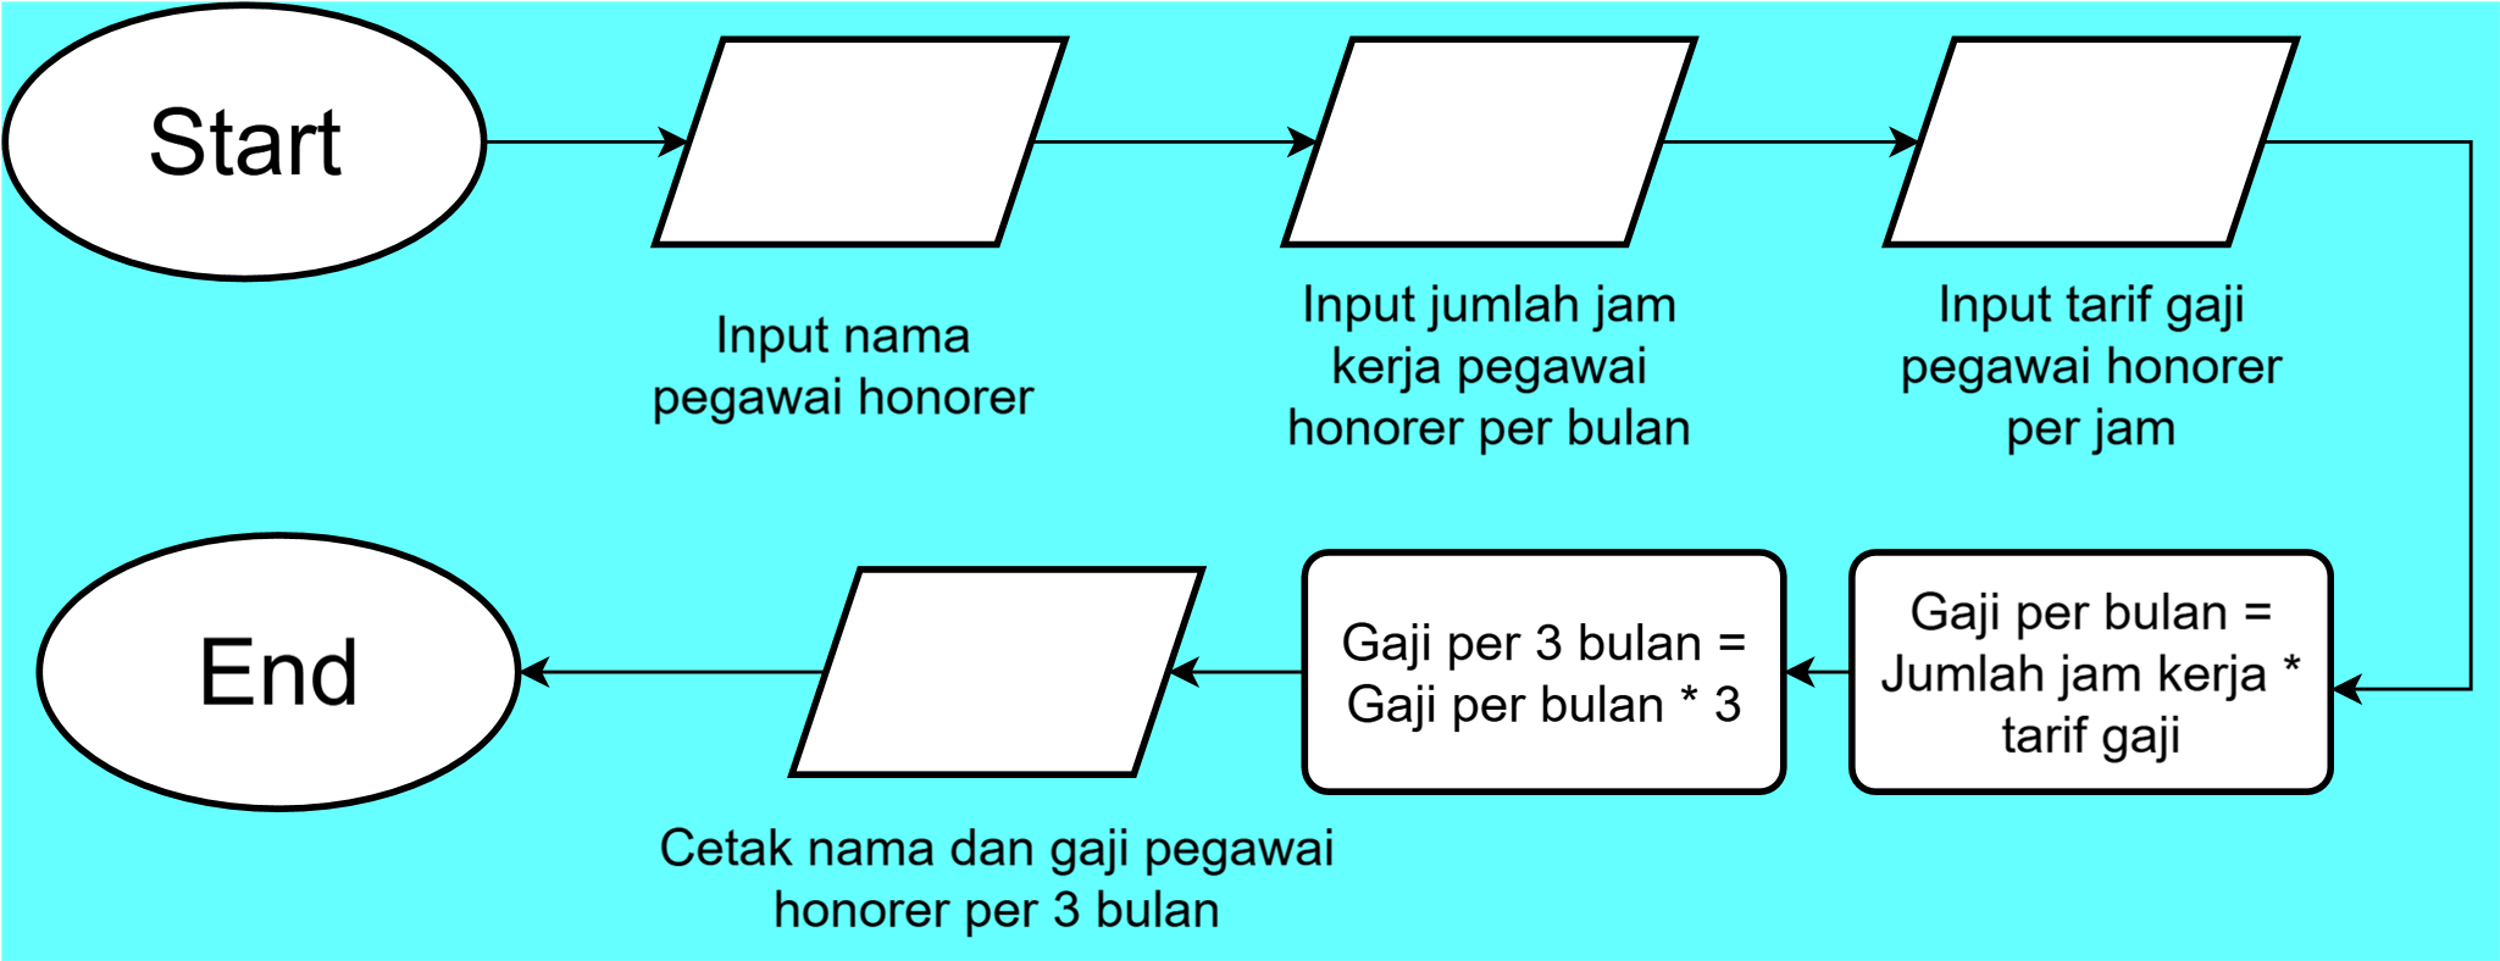 Start
Input nama
pegawai honorer
Input jumlah jam
kerja pegawai
honorer per bulan
Input tarif gaji
pegawai honorer
per jam
Gaji per bulan =
Jumlah jam kerja *
tarif gaji
Gaji per 3 bulan =
Gaji per bulan * 3
Cetak nama dan gaji pegawai
honorer per 3 bulan
End